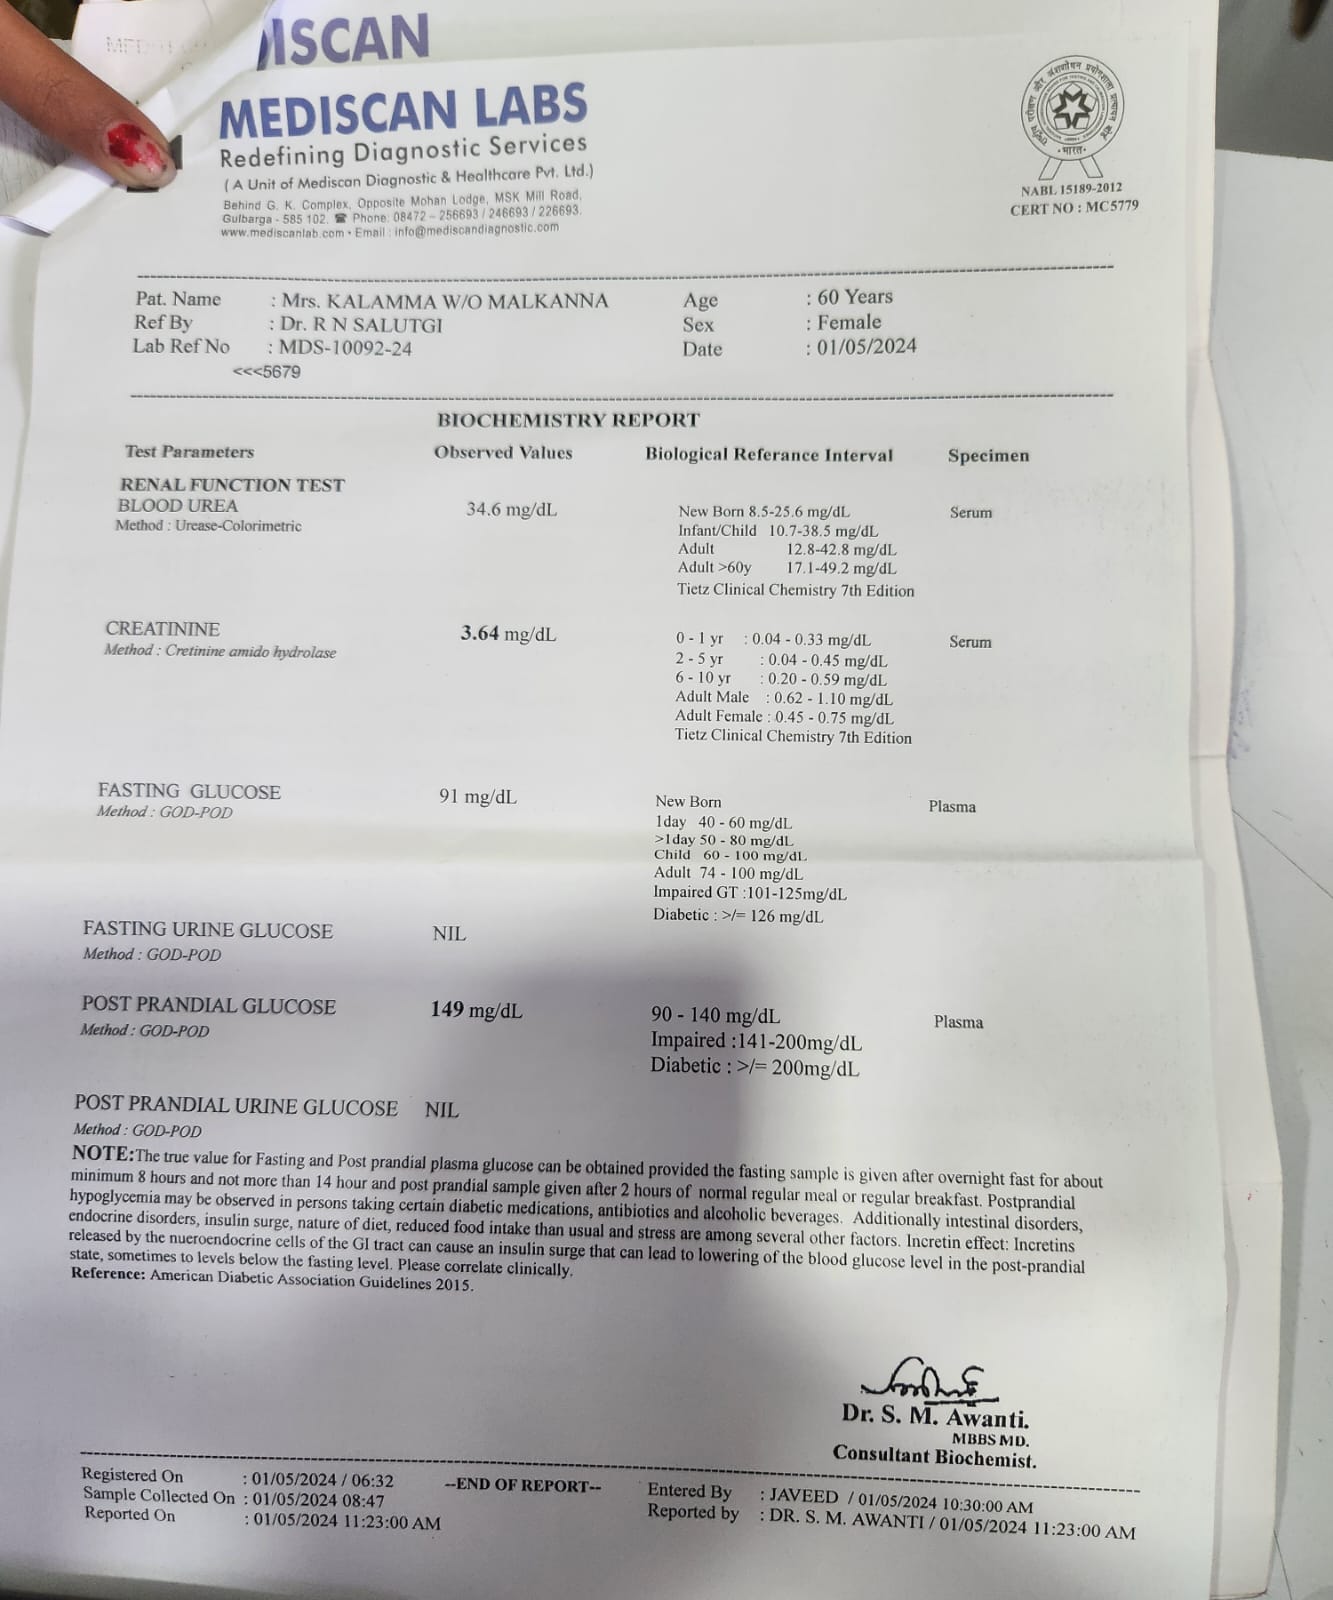 ISCAN
MEDISCAN LABS
Redefining Diagnostic Services
( A Unit of Mediscan Diagnostic & Healthcare Pvt. Ltd.)
Behind G. K. Complex, Opposite Mohan Lodge, MSK Mill Road,
Gulbarga - 585 102. ☎ Phone: 08472 – 256693 / 246693 / 226693.
www.mediscanlab.com • Email : info@mediscandiagnostic.com
भारत
NABL 15189-2012
CERT NO : MC5779
Pat. Name : Mrs. KALAMMA W/O MALKANNA Age : 60 Years
Ref By : Dr. R N SALUTGI Sex : Female
Lab Ref No : MDS-10092-24 Date : 01/05/2024
<<<5679
BIOCHEMISTRY REPORT
Test Parameters Observed Values Biological Referance Interval Specimen
RENAL FUNCTION TEST
BLOOD UREA 34.6 mg/dL New Born 8.5-25.6 mg/dL Serum
Method : Urease-Colorimetric Infant/Child 10.7-38.5 mg/dL
Adult 12.8-42.8 mg/dL
Adult >60y 17.1-49.2 mg/dL
Tietz Clinical Chemistry 7th Edition
CREATININE 3.64 mg/dL 0 - 1 yr : 0.04 - 0.33 mg/dL Serum
Method : Cretinine amido hydrolase 2 - 5 yr : 0.04 - 0.45 mg/dL
6 - 10 yr : 0.20 - 0.59 mg/dL
Adult Male : 0.62 - 1.10 mg/dL
Adult Female : 0.45 - 0.75 mg/dL
Tietz Clinical Chemistry 7th Edition
FASTING GLUCOSE 91 mg/dL New Born Plasma
Method : GOD-POD 1day 40 - 60 mg/dL
>1day 50 - 80 mg/dL
Child 60 - 100 mg/dL
Adult 74 - 100 mg/dL
Impaired GT :101-125mg/dL
Diabetic : >/= 126 mg/dL
FASTING URINE GLUCOSE NIL
Method : GOD-POD
POST PRANDIAL GLUCOSE 149 mg/dL 90 - 140 mg/dL Plasma
Method : GOD-POD Impaired :141-200mg/dL
Diabetic : >/= 200mg/dL
POST PRANDIAL URINE GLUCOSE NIL
Method : GOD-POD
NOTE:The true value for Fasting and Post prandial plasma glucose can be obtained provided the fasting sample is given after overnight fast for about
minimum 8 hours and not more than 14 hour and post prandial sample given after 2 hours of normal regular meal or regular breakfast. Postprandial
hypoglycemia may be observed in persons taking certain diabetic medications, antibiotics and alcoholic beverages. Additionally intestinal disorders,
endocrine disorders, insulin surge, nature of diet, reduced food intake than usual and stress are among several other factors. Incretin effect: Incretins
released by the nueroendocrine cells of the GI tract can cause an insulin surge that can lead to lowering of the blood glucose level in the post-prandial
state, sometimes to levels below the fasting level. Please correlate clinically.
Reference: American Diabetic Association Guidelines 2015.
Dr. S. M. Awanti.
MBBS MD.
Consultant Biochemist.
Registered On : 01/05/2024 / 06:32 --END OF REPORT-- Entered By : JAVEED / 01/05/2024 10:30:00 AM
Sample Collected On : 01/05/2024 08:47 Reported by : DR. S. M. AWANTI / 01/05/2024 11:23:00 AM
Reported On : 01/05/2024 11:23:00 AM